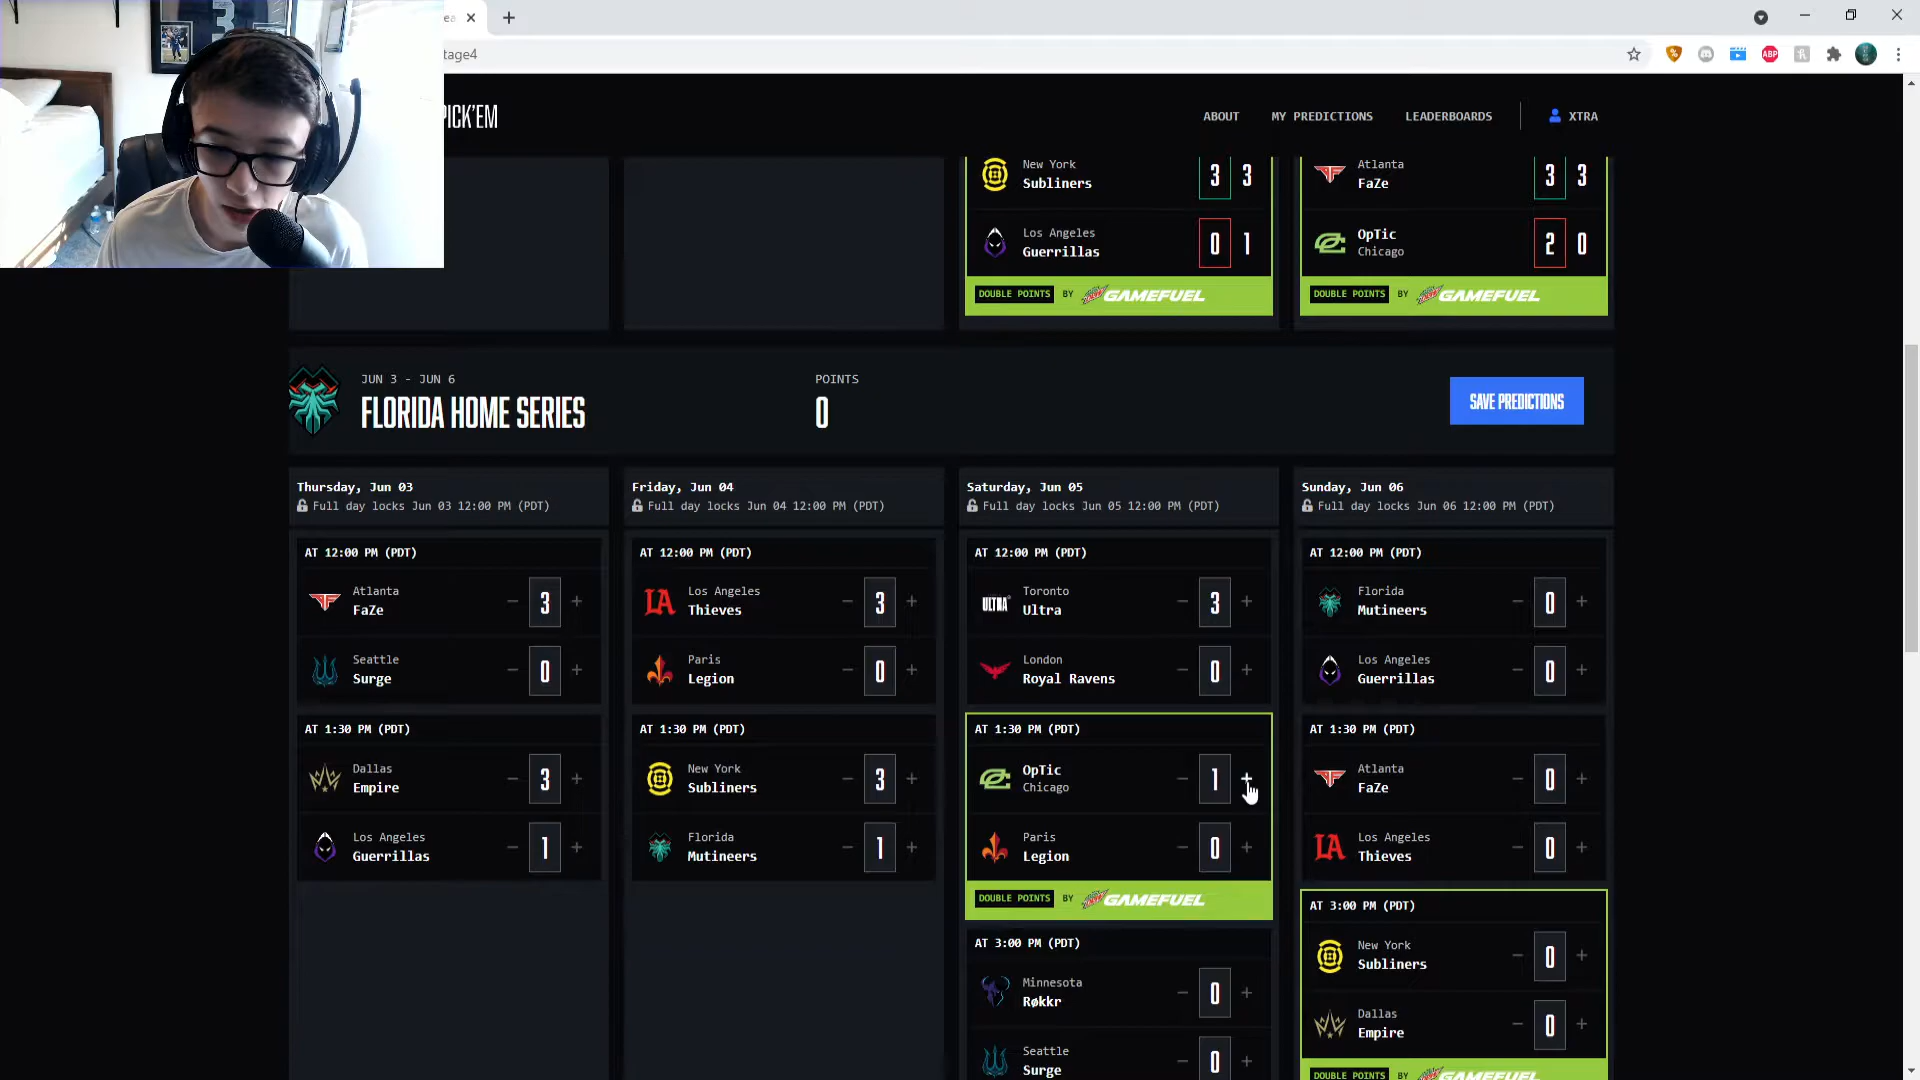 tage4
ABP
PICK'EM
ABOUT
MY PREDICTIONS
LEADERBOARDS
XTRA
New York
Subliners
3 3
Los Angeles
Guerrillas
0 1
DOUBLE POINTS BY GAMEFUEL
Atlanta
FaZe
3 3
OpTic
Chicago
2 0
DOUBLE POINTS BY GAMEFUEL
JUN 3 - JUN 6
FLORIDA HOME SERIES
POINTS
0
SAVE PREDICTIONS
Thursday, Jun 03
Full day locks Jun 03 12:00 PM (PDT)
AT 12:00 PM (PDT)
Atlanta
FaZe
− 3 +
Seattle
Surge
− 0 +
AT 1:30 PM (PDT)
Dallas
Empire
− 3 +
Los Angeles
Guerrillas
− 1 +
Friday, Jun 04
Full day locks Jun 04 12:00 PM (PDT)
AT 12:00 PM (PDT)
LA
Los Angeles
Thieves
− 3 +
Paris
Legion
− 0 +
AT 1:30 PM (PDT)
New York
Subliners
− 3 +
Florida
Mutineers
− 1 +
Saturday, Jun 05
Full day locks Jun 05 12:00 PM (PDT)
AT 12:00 PM (PDT)
ULTRA
Toronto
Ultra
− 3 +
London
Royal Ravens
− 0 +
AT 1:30 PM (PDT)
OpTic
Chicago
− 1 +
Paris
Legion
− 0 +
DOUBLE POINTS BY GAMEFUEL
AT 3:00 PM (PDT)
Minnesota
Røkkr
− 0 +
Seattle
Surge
− 0 +
Sunday, Jun 06
Full day locks Jun 06 12:00 PM (PDT)
AT 12:00 PM (PDT)
Florida
Mutineers
− 0 +
Los Angeles
Guerrillas
− 0 +
AT 1:30 PM (PDT)
Atlanta
FaZe
− 0 +
LA
Los Angeles
Thieves
− 0 +
AT 3:00 PM (PDT)
New York
Subliners
− 0 +
Dallas
Empire
− 0 +
DOUBLE POINTS BY GAMEFUEL